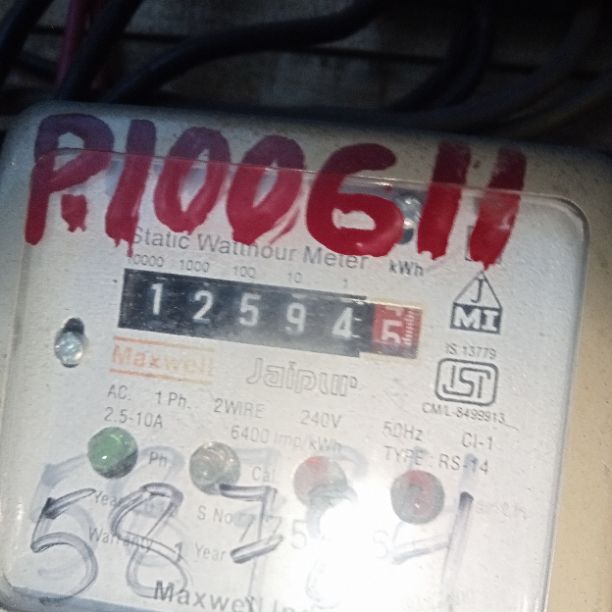 P.100611
Static Watthour Meter
kWh
10000 1000 100 10 1
1 2 5 9 4 5
J
MI
IS 13779
Maxwell
Jaipur
ISI
CM/L-8499913
AC. 1 Ph. 2WIRE 240V 50Hz Cl-1
2.5-10A 6400 imp/kWh TYPE : RS-14
Ph Cal
Year S No
Warranty 1 Year
Maxwell